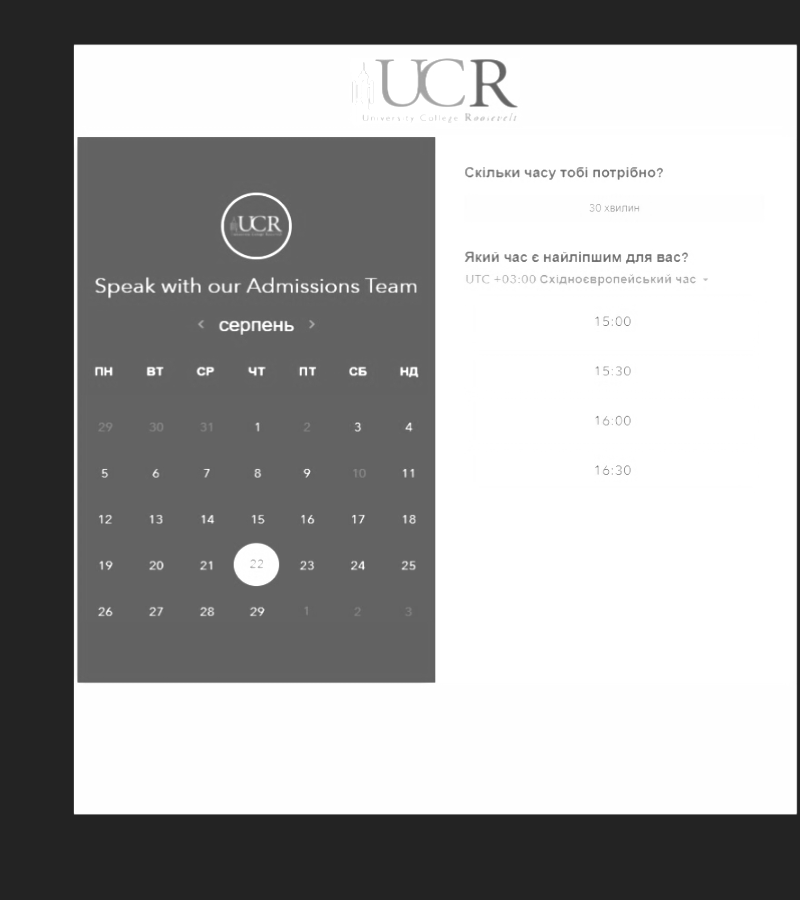 UCR
University College Roosevelt
UCR
Speak with our Admissions Team
‹ серпень ›
ПН ВТ СР ЧТ ПТ СБ НД
29 30 31 1 2 3 4
5 6 7 8 9 10 11
12 13 14 15 16 17 18
19 20 21 22 23 24 25
26 27 28 29 1 2 3
Скільки часу тобі потрібно?
30 хвилин
Який час є найліпшим для вас?
UTC +03:00 Східноєвропейський час
15:00
15:30
16:00
16:30